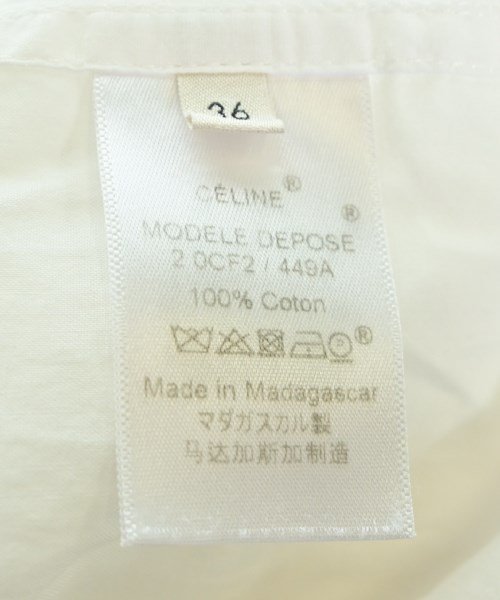 36
CÉLINE®
®
MODELE DEPOSE
2 0CF2 / 449A
100% Coton
®
Made in Madagascar
マダガスカル製
马达加斯加制造